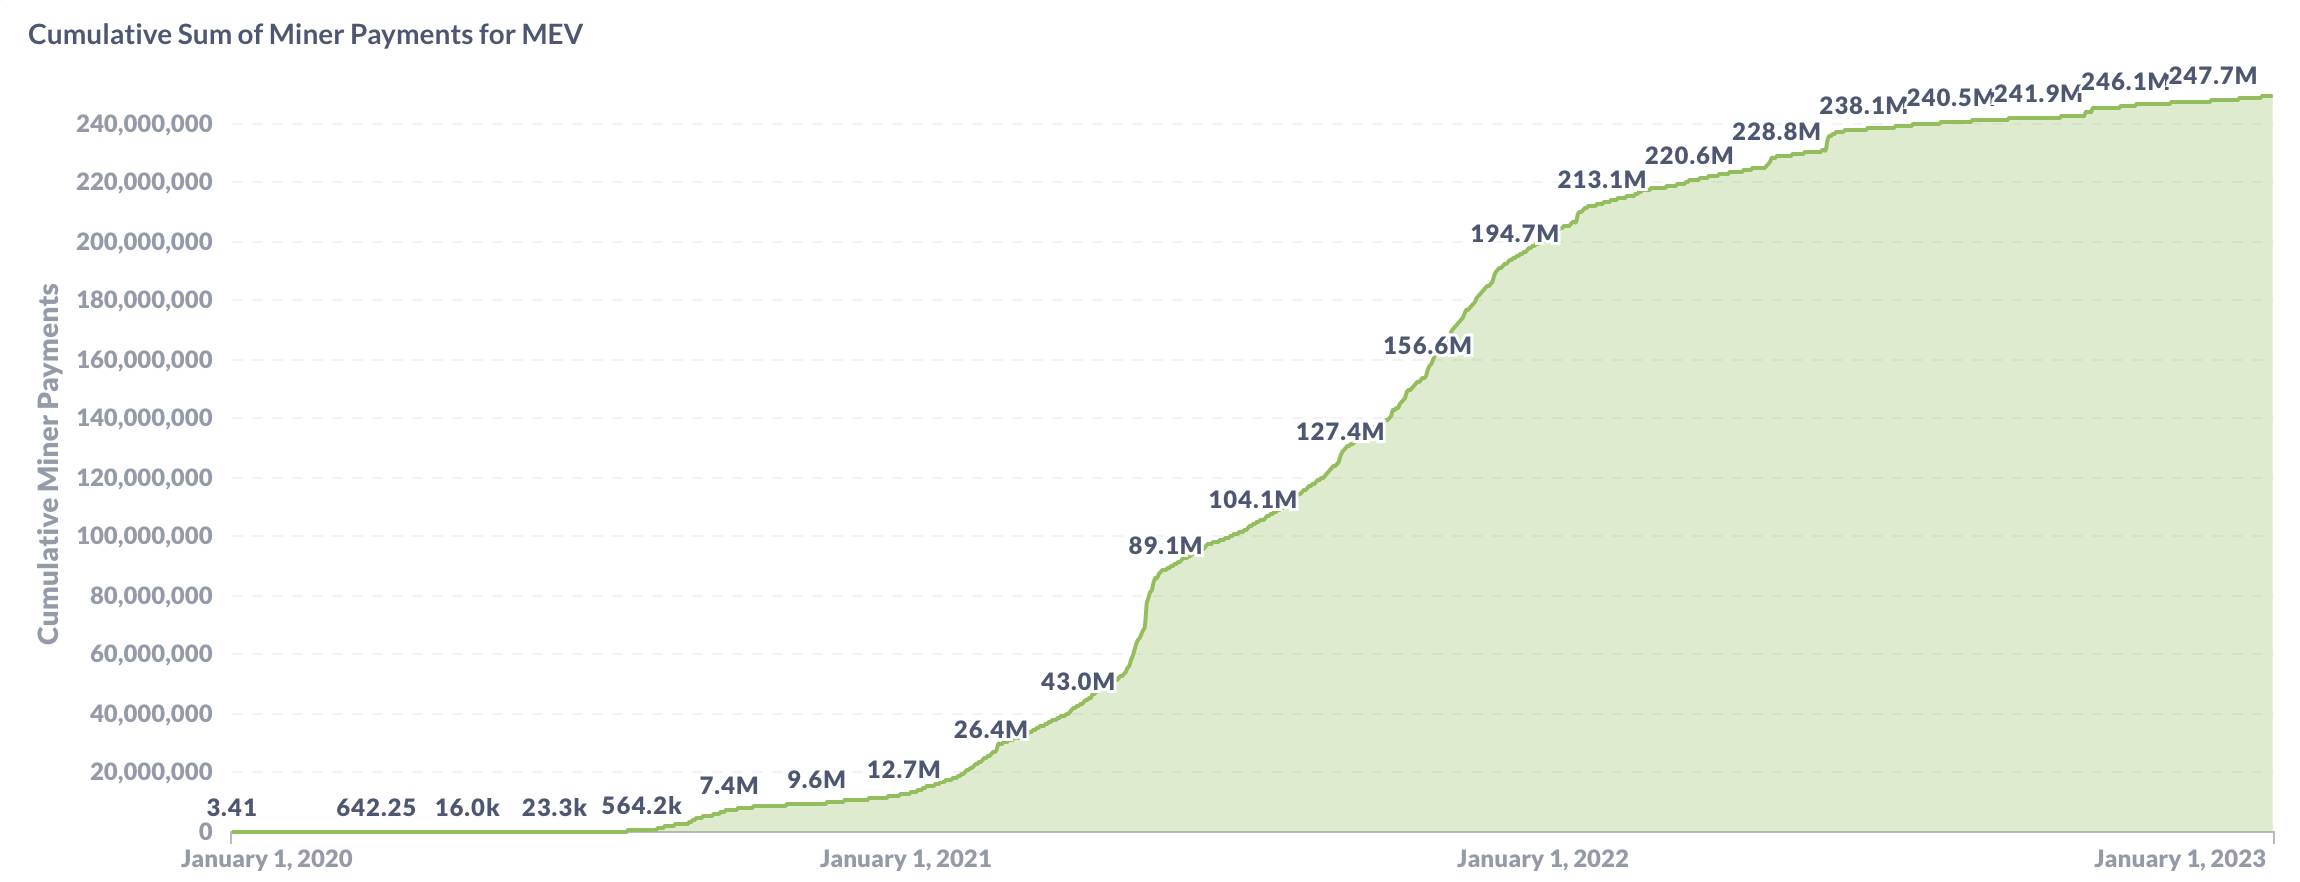 Cumulative Sum of Miner Payments for MEV
Cumulative Miner Payments
240,000,000
220,000,000
200,000,000
180,000,000
160,000,000
140,000,000
120,000,000
100,000,000
80,000,000
60,000,000
40,000,000
20,000,000
0
3.41
642.25
16.0k
23.3k
564.2k
7.4M
9.6M
12.7M
26.4M
43.0M
89.1M
104.1M
127.4M
156.6M
194.7M
213.1M
220.6M
228.8M
238.1M
240.5M
241.9M
246.1M
247.7M
January 1, 2020
January 1, 2021
January 1, 2022
January 1, 2023